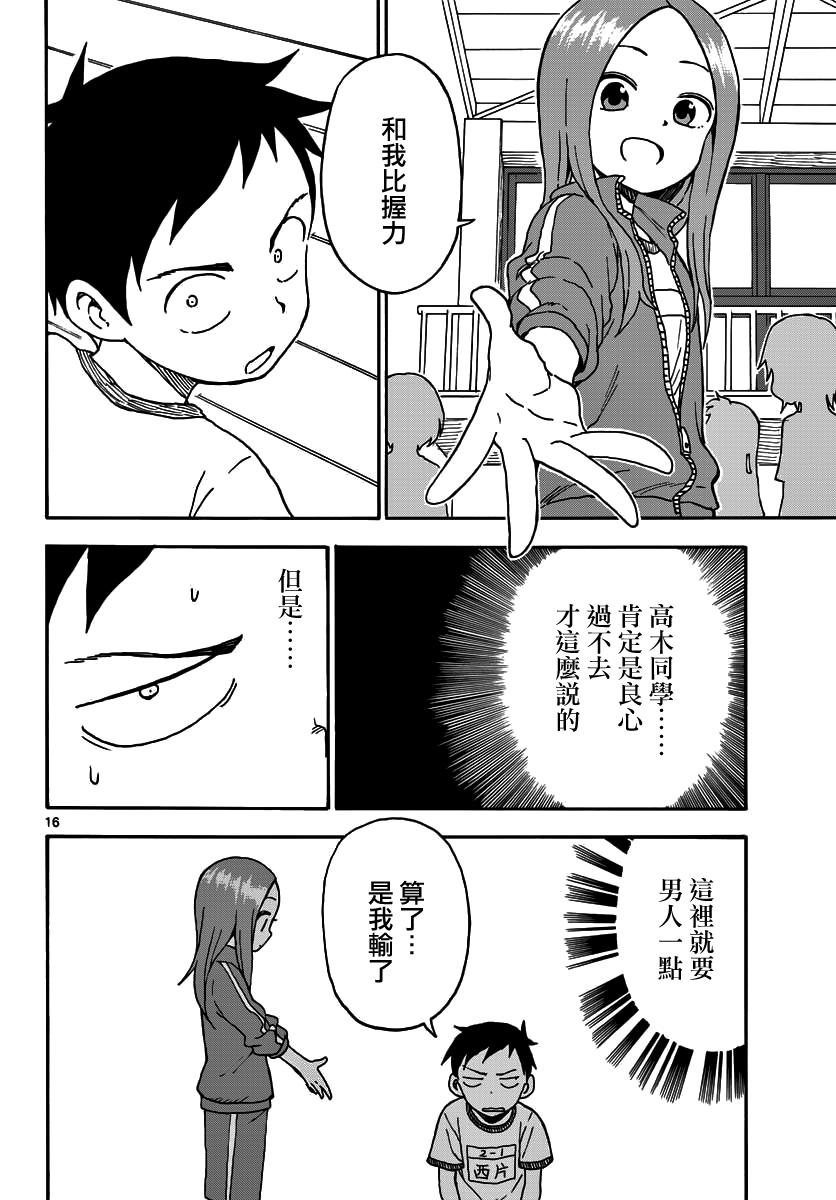 和我比握力
高木同學……
肯定是良心
過不去
才這麼説的
但是……
16
這裡就要
男人一點
算了…
是我輸了
2-1
西片